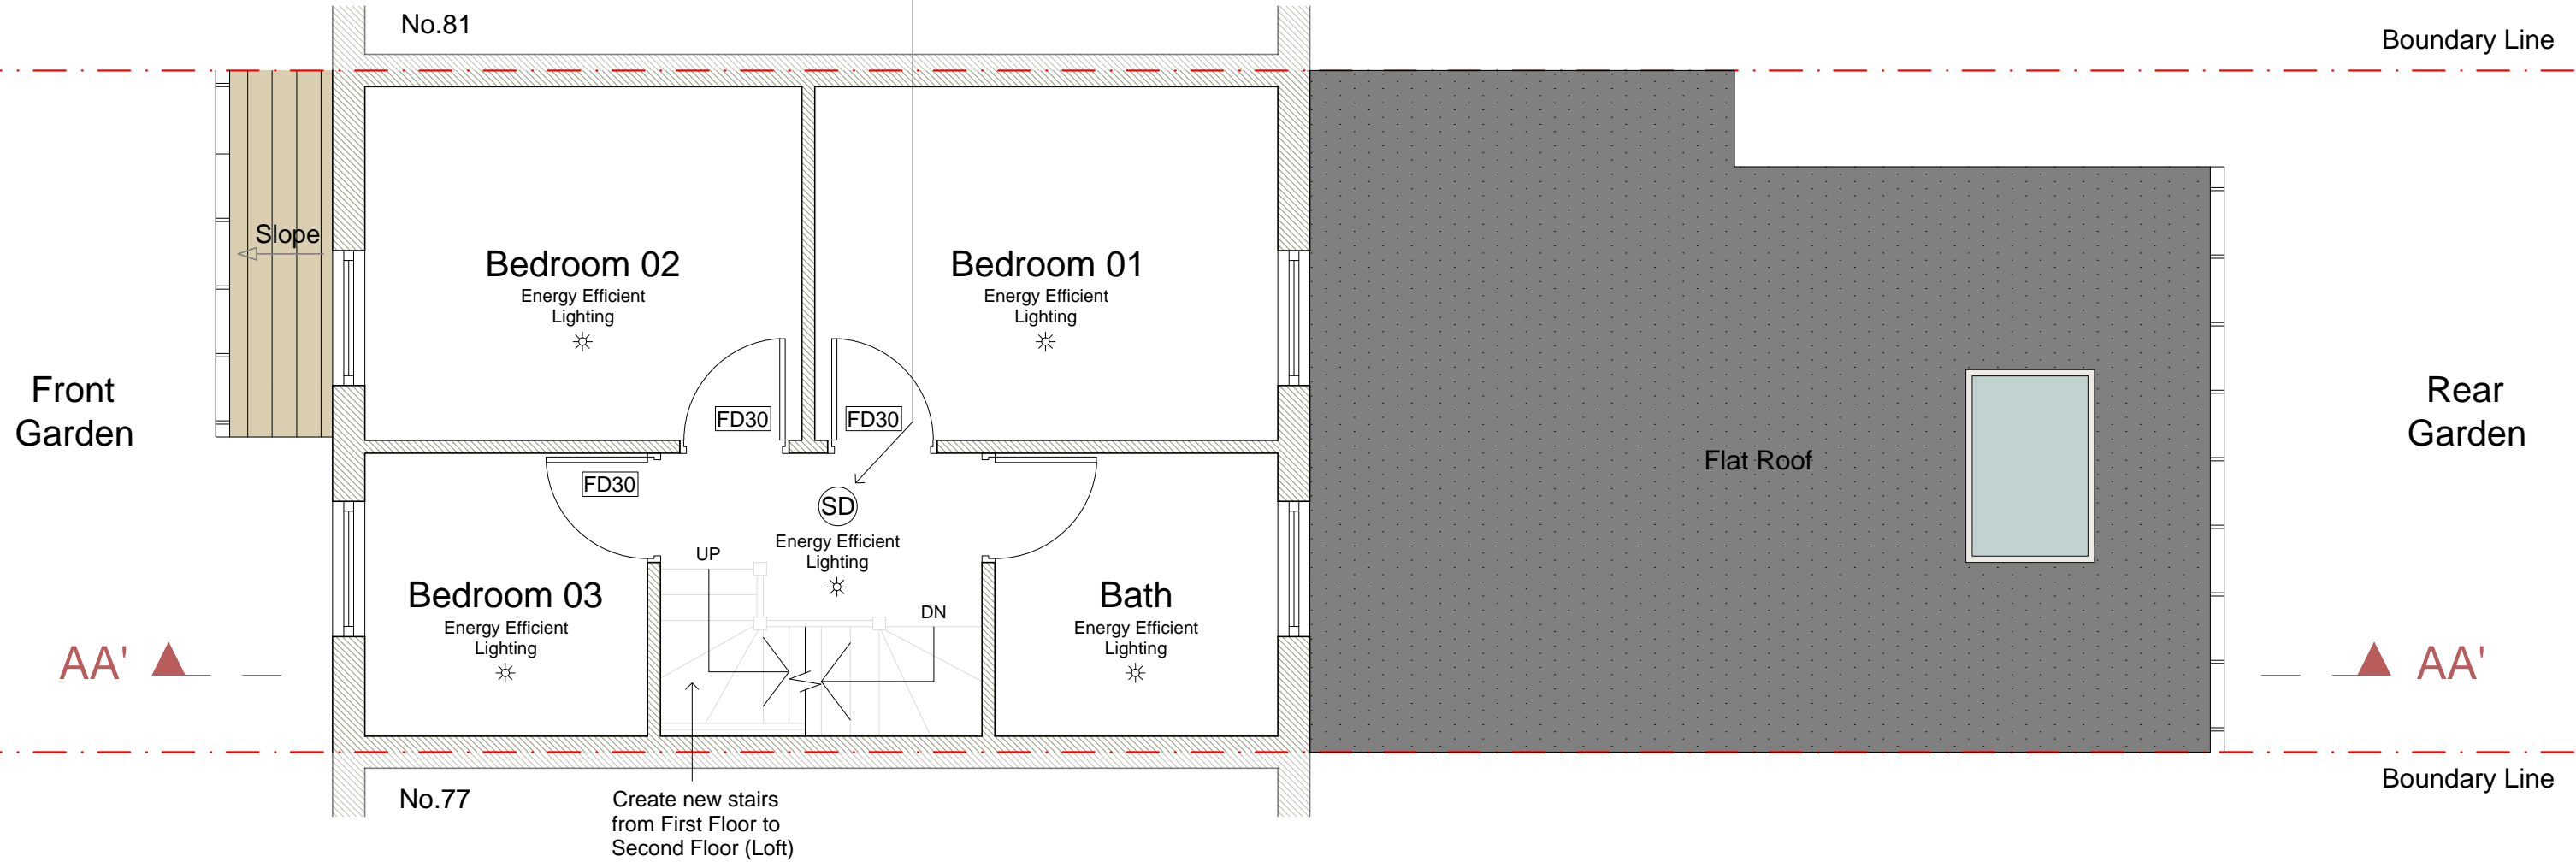 No.81
Boundary Line
Slope
Bedroom 02
Energy Efficient
Lighting
Bedroom 01
Energy Efficient
Lighting
Front
Garden
FD30
FD30
Rear
Garden
Flat Roof
FD30
SD
Energy Efficient
Lighting
UP
DN
Bedroom 03
Energy Efficient
Lighting
Bath
Energy Efficient
Lighting
AA'
AA'
No.77
Boundary Line
Create new stairs
from First Floor to
Second Floor (Loft)